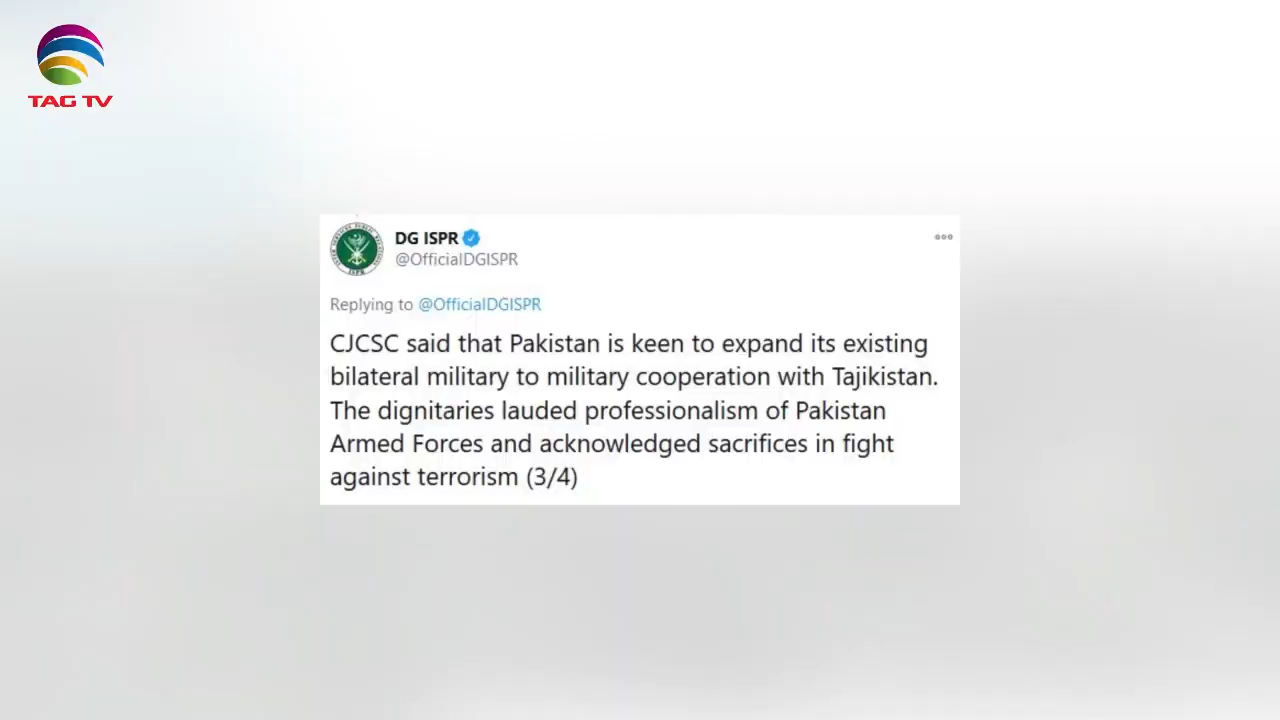 TAG TV
DG ISPR
@OfficialDGISPR
Replying to @OfficialDGISPR
CJCSC said that Pakistan is keen to expand its existing
bilateral military to military cooperation with Tajikistan.
The dignitaries lauded professionalism of Pakistan
Armed Forces and acknowledged sacrifices in fight
against terrorism (3/4)
ISPR